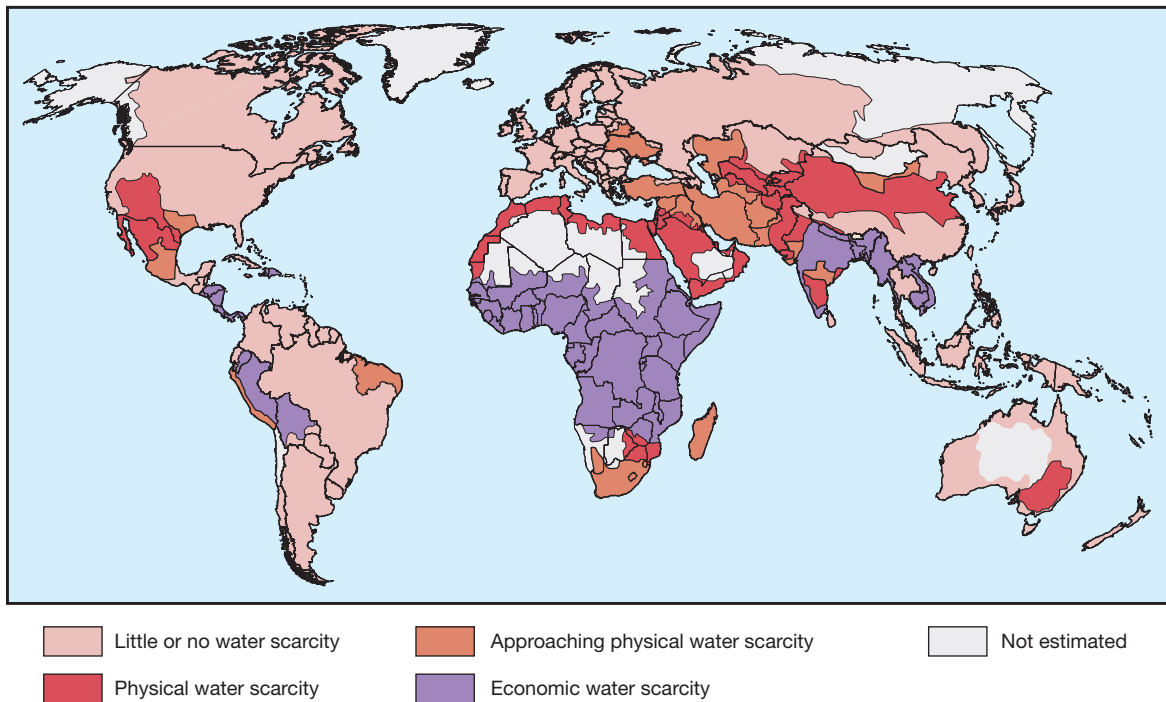 Little or no water scarcity
Approaching physical water scarcity
Not estimated
Physical water scarcity
Economic water scarcity